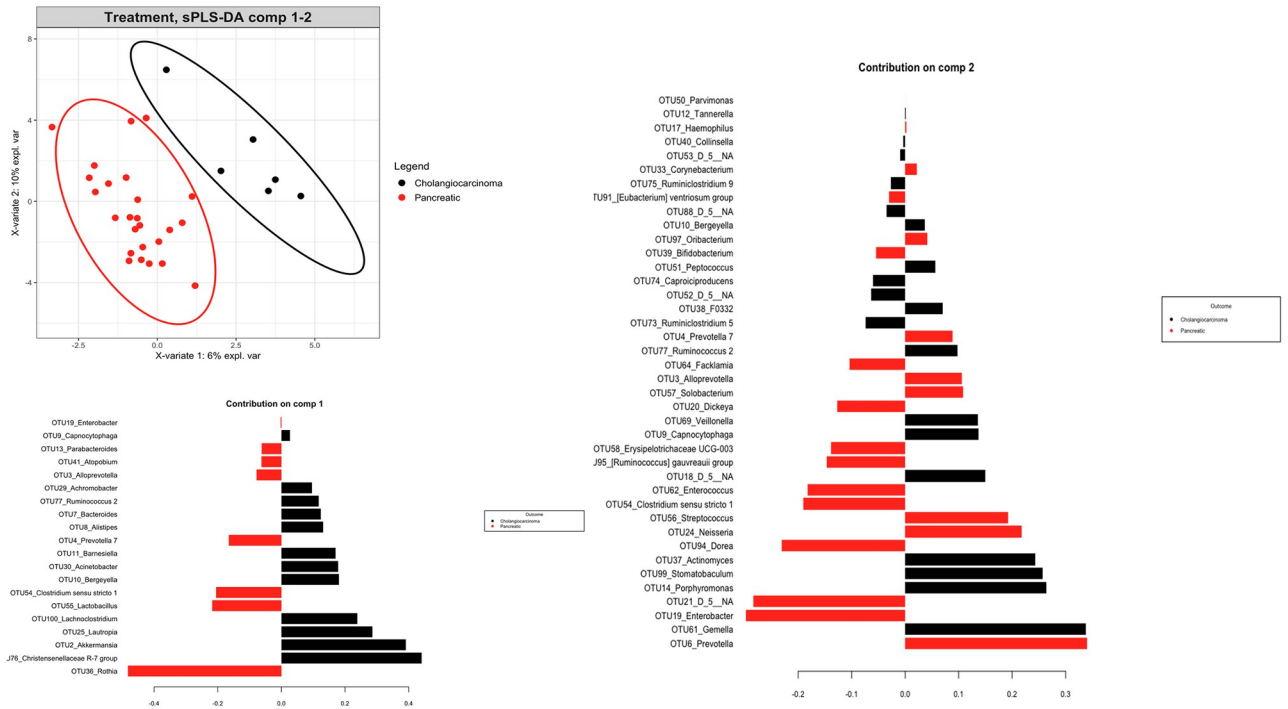 Treatment, sPLS-DA comp 1-2
8
4
0
-4
X-variate 2: 10% expl. var
-2.5 0.0 2.5 5.0
X-variate 1: 6% expl. var
Legend
Cholangiocarcinoma
Pancreatic
Contribution on comp 1
OTU19_Enterobacter
OTU9_Capnocytophaga
OTU13_Parabacteroides
OTU41_Atopobium
OTU3_Alloprevotella
OTU29_Achromobacter
OTU77_Ruminococcus 2
OTU7_Bacteroides
OTU8_Alistipes
OTU4_Prevotella 7
OTU11_Barnesiella
OTU30_Acinetobacter
OTU10_Bergeyella
OTU54_Clostridium sensu stricto 1
OTU55_Lactobacillus
OTU100_Lachnoclostridium
OTU25_Lautropia
OTU2_Akkermansia
J76_Christensenellaceae R-7 group
OTU36_Rothia
-0.4 -0.2 0.0 0.2 0.4
Outcome
Cholangiocarcinoma
Pancreatic
Contribution on comp 2
OTU50_Parvimonas
OTU12_Tannerella
OTU17_Haemophilus
OTU40_Collinsella
OTU53_D_5__NA
OTU33_Corynebacterium
OTU75_Ruminiclostridium 9
TU91_[Eubacterium] ventriosum group
OTU88_D_5__NA
OTU10_Bergeyella
OTU97_Oribacterium
OTU39_Bifidobacterium
OTU51_Peptococcus
OTU74_Caproiciproducens
OTU52_D_5__NA
OTU38_F0332
OTU73_Ruminiclostridium 5
OTU4_Prevotella 7
OTU77_Ruminococcus 2
OTU64_Facklamia
OTU3_Alloprevotella
OTU57_Solobacterium
OTU20_Dickeya
OTU69_Veillonella
OTU9_Capnocytophaga
OTU58_Erysipelotrichaceae UCG-003
J95_[Ruminococcus] gauvreauii group
OTU18_D_5__NA
OTU62_Enterococcus
OTU54_Clostridium sensu stricto 1
OTU56_Streptococcus
OTU24_Neisseria
OTU94_Dorea
OTU37_Actinomyces
OTU99_Stomatobaculum
OTU14_Porphyromonas
OTU21_D_5__NA
OTU19_Enterobacter
OTU61_Gemella
OTU6_Prevotella
-0.2 -0.1 0.0 0.1 0.2 0.3
Outcome
Cholangiocarcinoma
Pancreatic